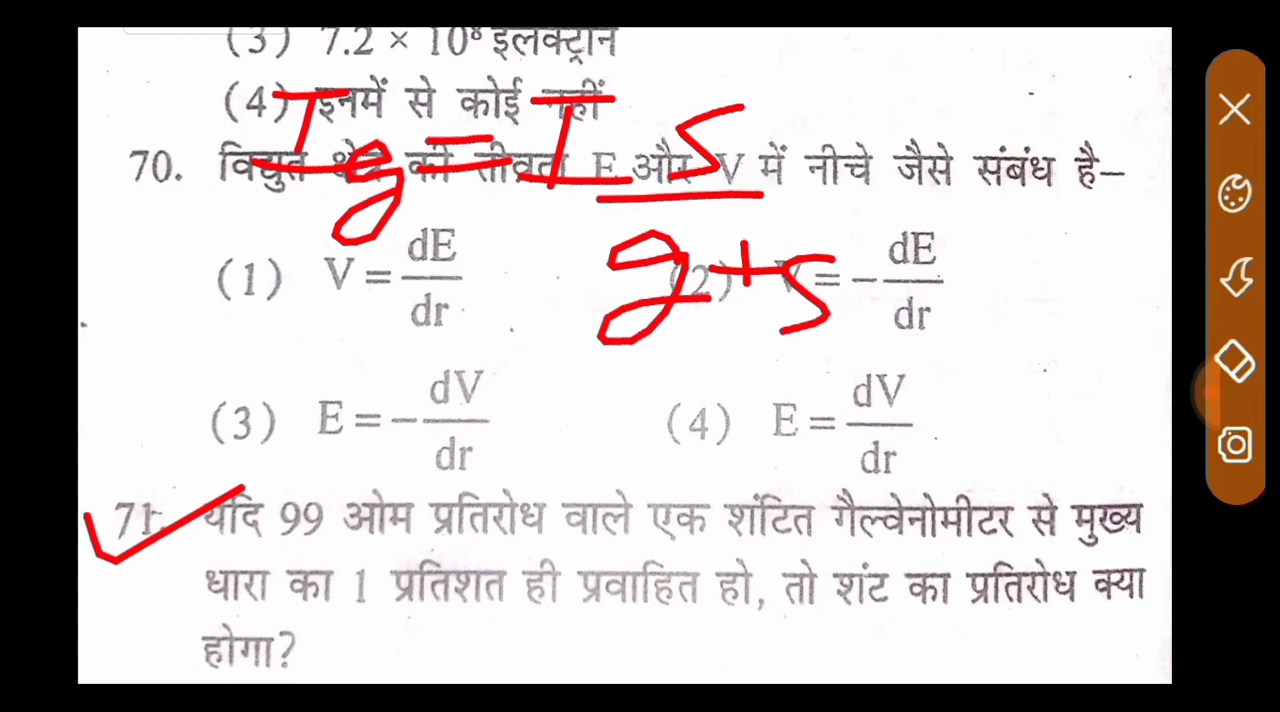 (3) 7.2 × 10⁸ इलेक्ट्रॉन
(4) इनमें से कोई नहीं
I g = I S
70. विद्युत क्षेत्र की तीव्रता E और V में नीचे जैसे संबंध है–
g + S
(1) V = dE/dr (2) V = – dE/dr
(3) E = – dV/dr (4) E = dV/dr
71. यदि 99 ओम प्रतिरोध वाले एक शंटित गैल्वेनोमीटर से मुख्य
धारा का 1 प्रतिशत ही प्रवाहित हो, तो शंट का प्रतिरोध क्या
होगा?